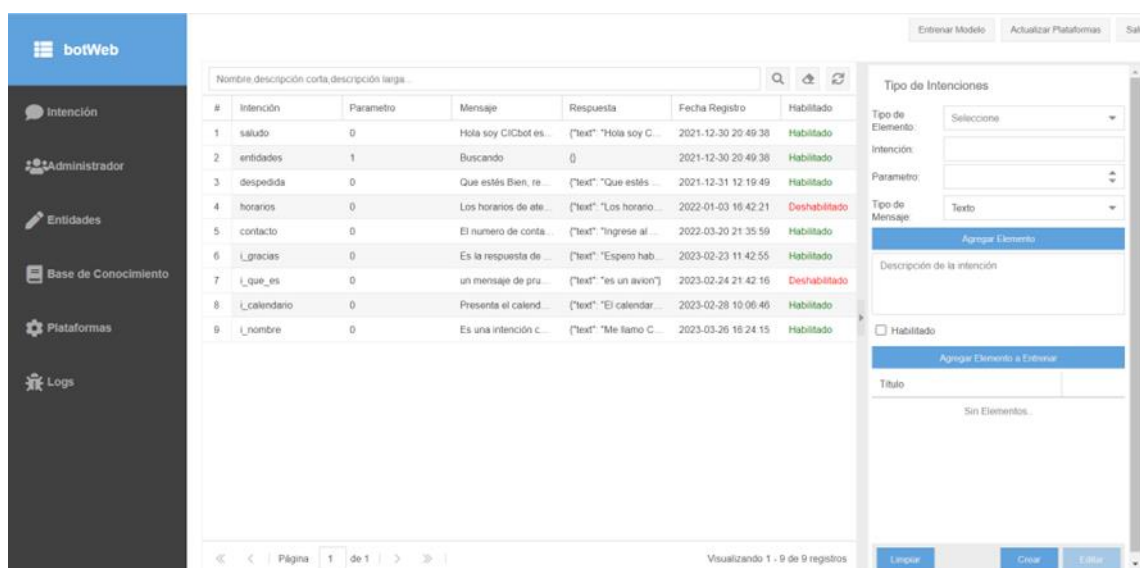 botWeb
Entrenar Modelo Actualizar Plataformas
Intención
Administrador
Entidades
Base de Conocimiento
Plataformas
Logs
Nombre,descripción corta,descripción larga...
# Intención Parametro Mensaje Respuesta Fecha Registro Habilitado
1 saludo 0 Hola soy CICbot es... {"text": "Hola soy C... 2021-12-30 20:49:38 Habilitado
2 entidades 1 Buscando {} 2021-12-30 20:49:38 Habilitado
3 despedida 0 Que estés Bien, re... {"text": "Que estés ... 2021-12-31 12:19:49 Habilitado
4 horarios 0 Los horarios de ate... {"text": "Los horario... 2022-01-03 16:42:21 Deshabilitado
5 contacto 0 El numero de conta... {"text": "Ingrese al ... 2022-03-20 21:35:59 Habilitado
6 i_gracias 0 Es la respuesta de ... {"text": "Espero hab... 2023-02-23 11:42:55 Habilitado
7 i_que_es 0 un mensaje de pru... {"text": "es un avion"} 2023-02-24 21:42:16 Deshabilitado
8 i_calendario 0 Presenta el calend... {"text": "El calendar... 2023-02-28 10:06:46 Habilitado
9 i_nombre 0 Es una intención c... {"text": "Me llamo C... 2023-03-26 16:24:15 Habilitado
Página 1 de 1 Visualizando 1 - 9 de 9 registros
Tipo de Intenciones
Tipo de
Elemento: Seleccione
Intención:
Parametro:
Tipo de
Mensaje: Texto
Agregar Elemento
Descripción de la intención
Habilitado
Agregar Elemento a Entrenar
Título
Sin Elementos..
Limpiar Crear Editar